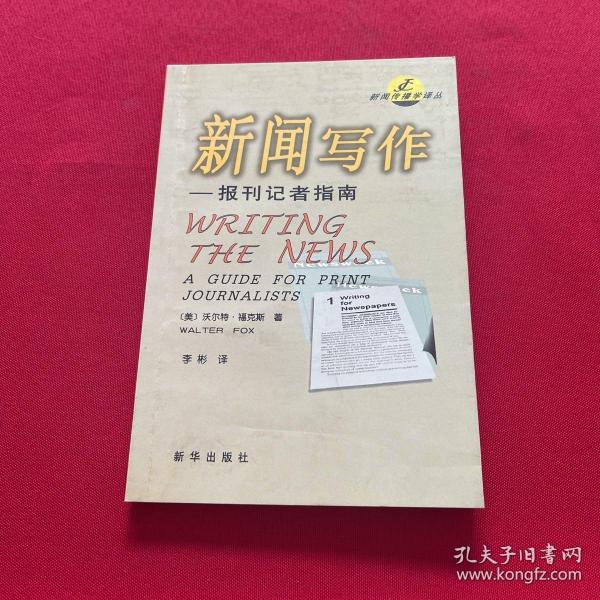 JC
新闻传播学译丛
新闻写作
—报刊记者指南
WRITING
THE NEWS
A GUIDE FOR PRINT
JOURNALISTS
Newsweek
1 Writing
for
Newspapers
〔美〕沃尔特·福克斯 著
WALTER FOX
李彬 译
新华出版社
孔夫子旧书网
www.kongfz.com